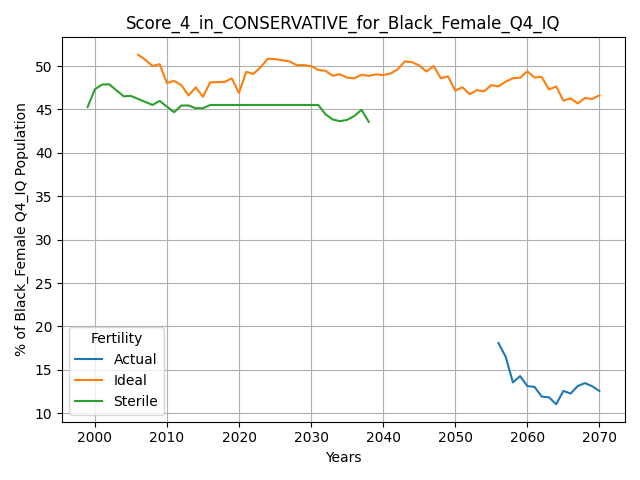 Score_4_in_CONSERVATIVE_for_Black_Female_Q4_IQ
% of Black_Female Q4_IQ Population
50
45
40
35
30
25
20
15
10
Fertility
Actual
Ideal
Sterile
2000 2010 2020 2030 2040 2050 2060 2070
Years